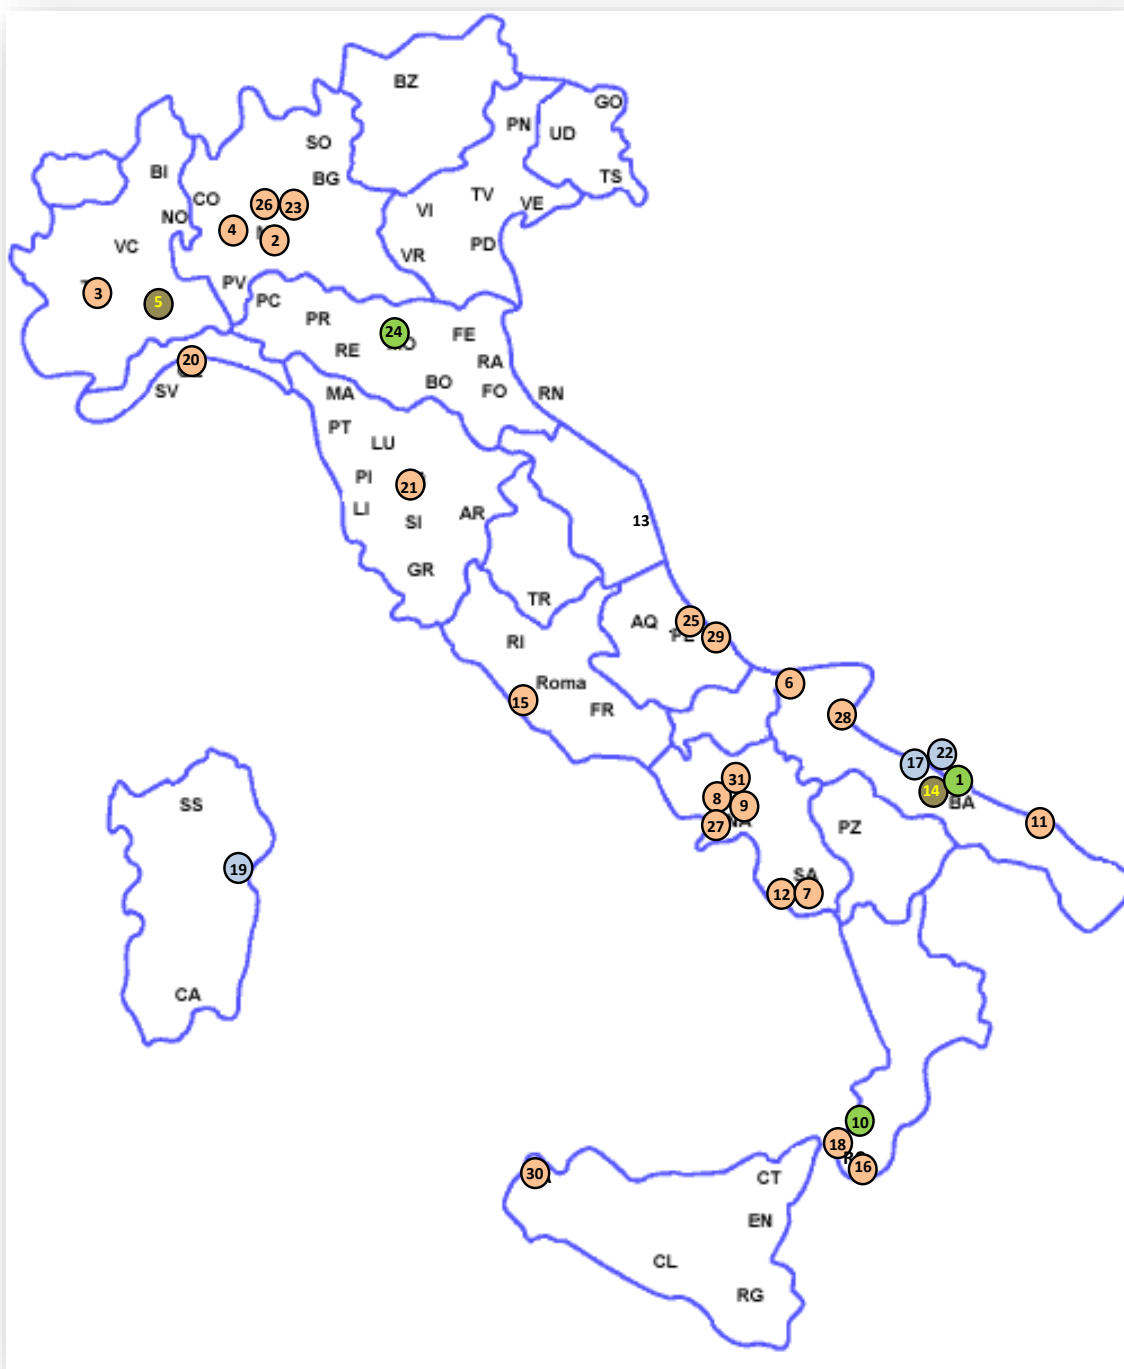 BZ
GO
PN
UD
SO
BI
BG
TS
CO
26
23
TV
VI
VE
NO
4
2
VC
PD
VR
PV
3
5
PC
PR
24
FE
RE
20
RA
BO
SV
MA
FO
RN
PT
LU
PI
21
LI
SI
AR
13
GR
TR
AQ
25
29
RI
Roma
6
15
FR
28
22
17
31
1
14
8
9
BA
SS
27
11
PZ
19
SA
12
7
CA
10
18
16
30
CT
EN
CL
RG